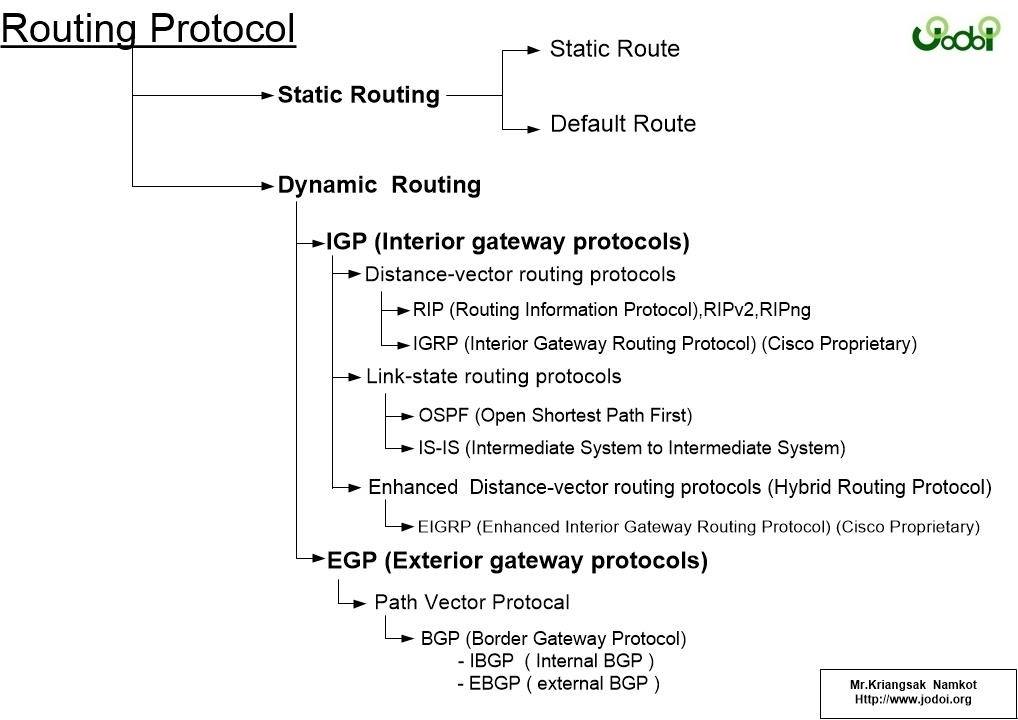 Routing Protocol
Jodoi
Static Route
Static Routing
Default Route
Dynamic Routing
IGP (Interior gateway protocols)
Distance-vector routing protocols
RIP (Routing Information Protocol),RIPv2,RIPng
IGRP (Interior Gateway Routing Protocol) (Cisco Proprietary)
Link-state routing protocols
OSPF (Open Shortest Path First)
IS-IS (Intermediate System to Intermediate System)
Enhanced Distance-vector routing protocols (Hybrid Routing Protocol)
EIGRP (Enhanced Interior Gateway Routing Protocol) (Cisco Proprietary)
EGP (Exterior gateway protocols)
Path Vector Protocal
BGP (Border Gateway Protocol)
- IBGP ( Internal BGP )
- EBGP ( external BGP )
Mr.Kriangsak Namkot
Http://www.jodoi.org